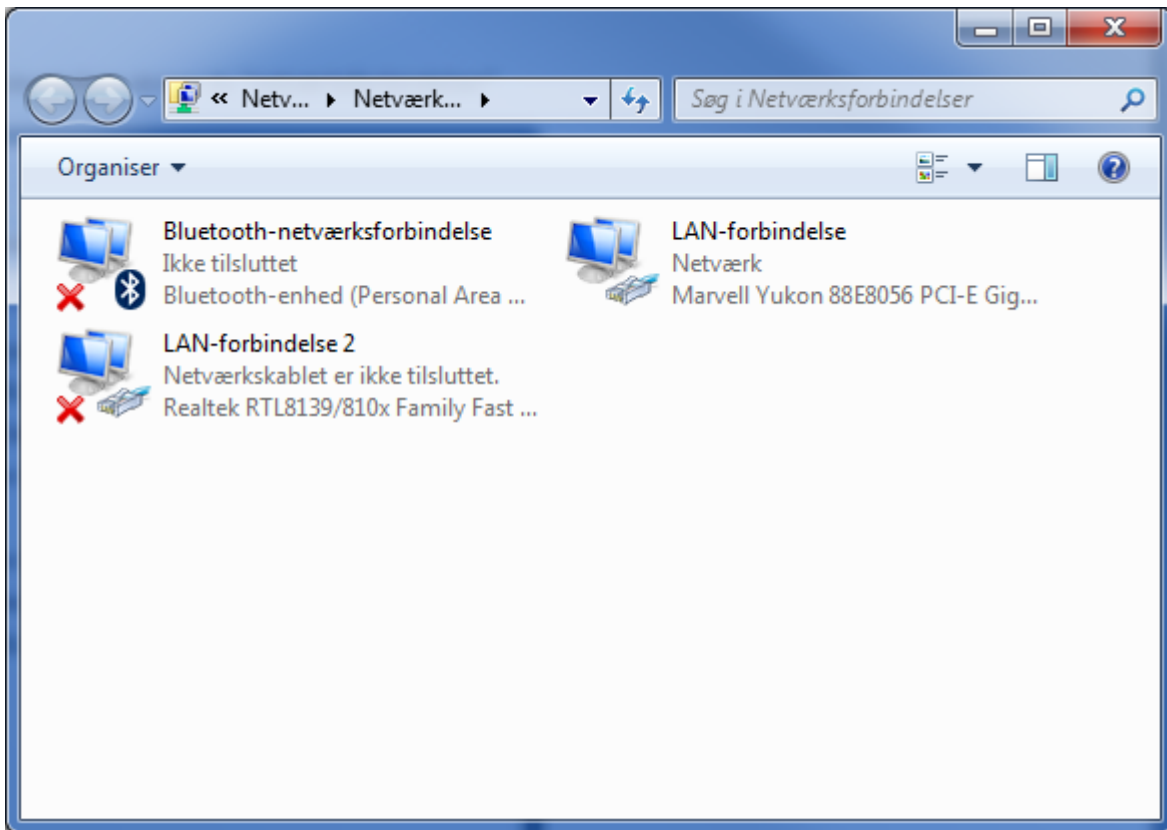 « Netv... Netværk...
Søg i Netværksforbindelser
Organiser
Bluetooth-netværksforbindelse
Ikke tilsluttet
Bluetooth-enhed (Personal Area ...
LAN-forbindelse
Netværk
Marvell Yukon 88E8056 PCI-E Gig...
LAN-forbindelse 2
Netværkskablet er ikke tilsluttet.
Realtek RTL8139/810x Family Fast ...